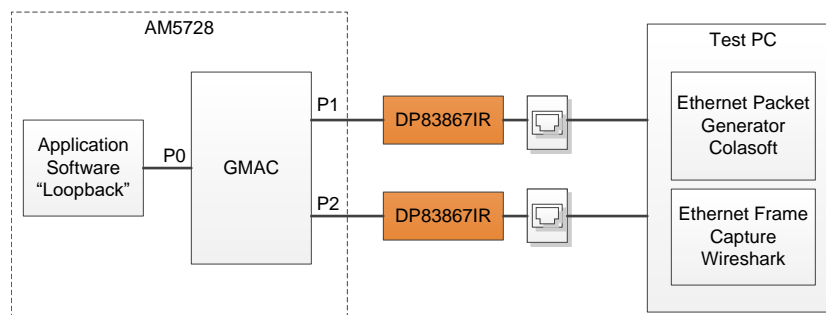 AM5728
Application
Software
“Loopback”
P0
GMAC
P1
P2
DP83867IR
DP83867IR
Test PC
Ethernet Packet
Generator
Colasoft
Ethernet Frame
Capture
Wireshark